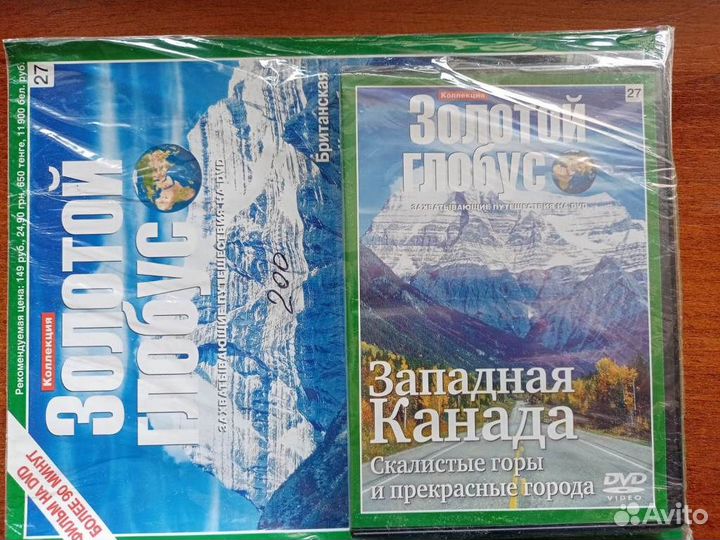 Рекомендуемая цена: 149 руб., 24,90 грн, 650 тенге, 11 900 бел. руб.
27
Коллекция
Золотой
глобус
захватывающие путешествия на DVD
Британская
200
фильм на DVD
более 90 минут
27
Коллекция
Золотой
глобус
захватывающие путешествия на DVD
Западная
Канада
Скалистые горы
и прекрасные города
DVD
VIDEO
Avito